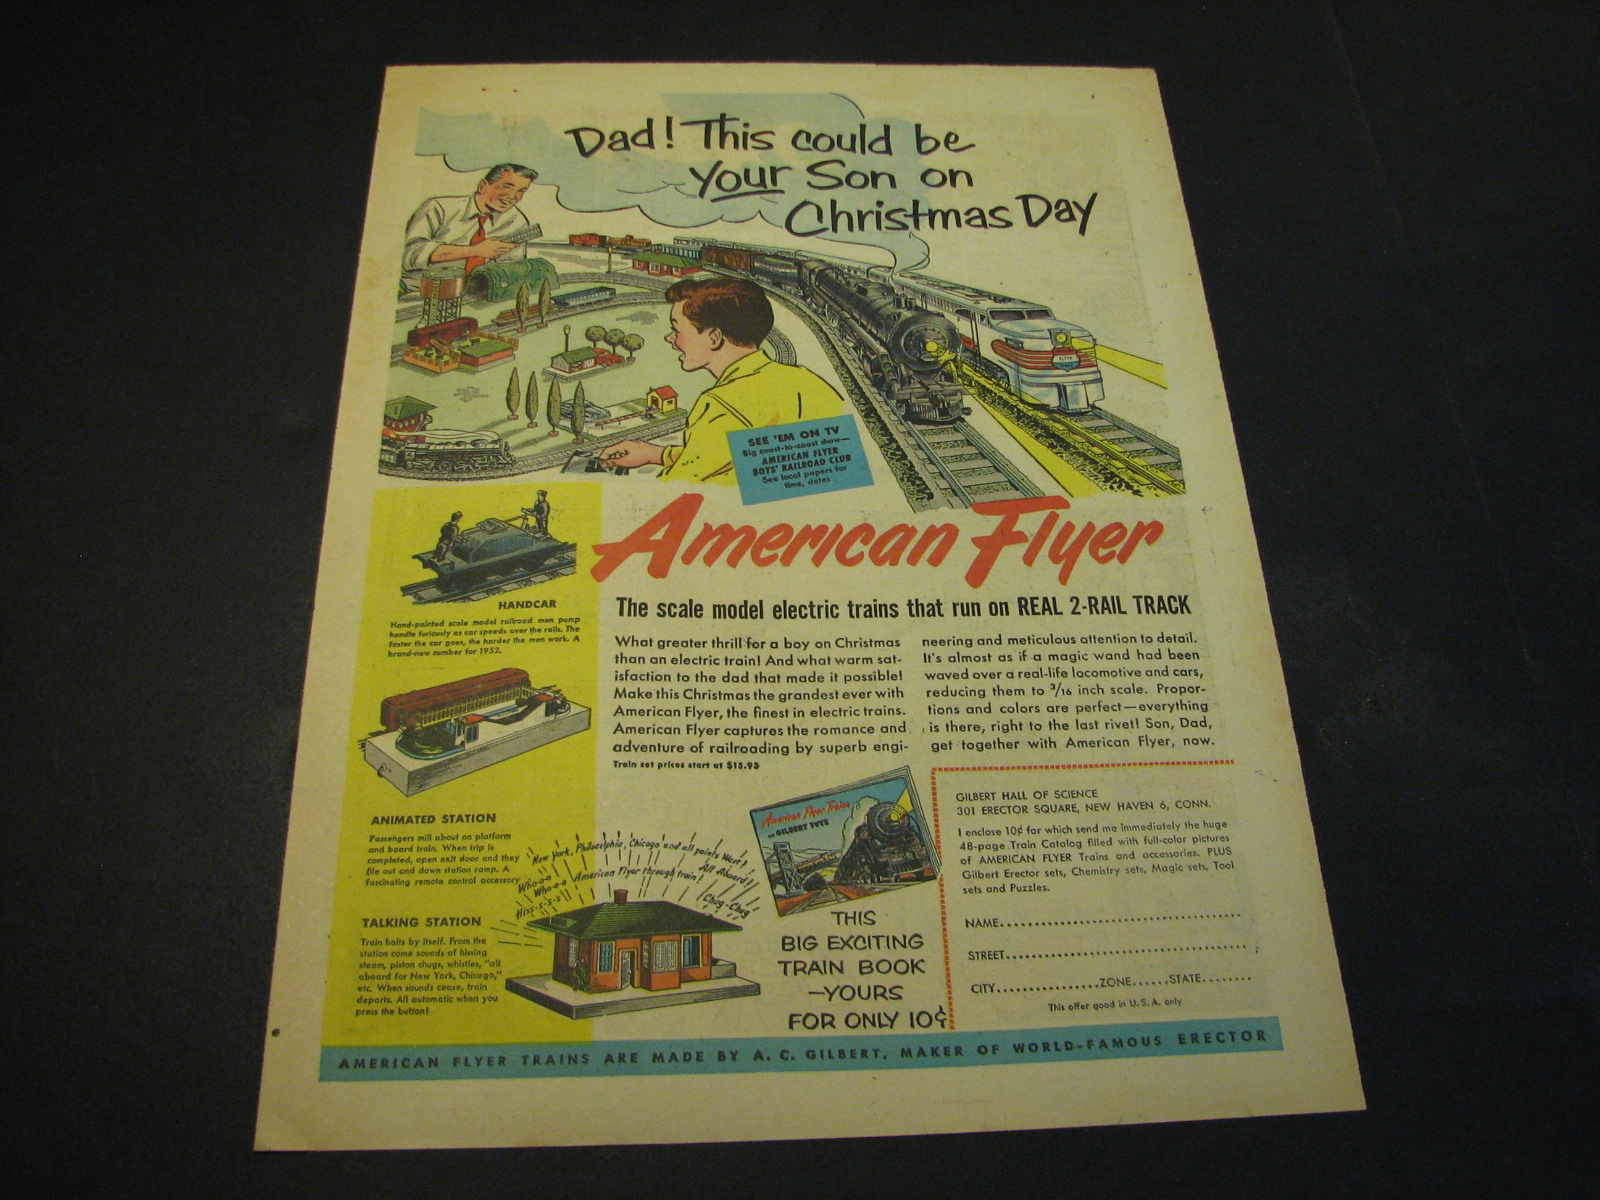 Dad! This could be
your Son on
Christmas Day
FLYER
SEE 'EM ON TV
Big coast-to-coast show—
AMERICAN FLYER
BOYS' RAILROAD CLUB
See local papers for
time, dates
American Flyer
The scale model electric trains that run on REAL 2-RAIL TRACK
What greater thrill for a boy on Christmas
than an electric train! And what warm sat-
isfaction to the dad that made it possible!
Make this Christmas the grandest ever with
American Flyer, the finest in electric trains.
American Flyer captures the romance and
adventure of railroading by superb engi-
neering and meticulous attention to detail.
It's almost as if a magic wand had been
waved over a real-life locomotive and cars,
reducing them to 3/16 inch scale. Propor-
tions and colors are perfect—everything
is there, right to the last rivet! Son, Dad,
get together with American Flyer, now.
Train set prices start at $15.95
HANDCAR
Hand-painted scale model railroad men pump
handle furiously as car speeds over the rails. The
faster the car goes, the harder the men work. A
brand-new number for 1952.
ANIMATED STATION
Passengers mill about on platform
and board train. When trip is
completed, open exit door and they
file out and down station ramp. A
fascinating remote control accessory.
TALKING STATION
Train halts by itself. From the
station come sounds of hissing
steam, piston chugs, whistles, "all
aboard for New York, Chicago,"
etc. When sounds cease, train
departs. All automatic when you
press the button!
New York, Philadelphia, Chicago and all points West!
All Aboard!
American Flyer through train!
Who-o-o
Who-o-o
Hiss-s-s-s
Chug-Chug
American Flyer Trains
AND GILBERT TOYS
THIS
BIG EXCITING
TRAIN BOOK
—YOURS
FOR ONLY 10¢
GILBERT HALL OF SCIENCE
301 ERECTOR SQUARE, NEW HAVEN 6, CONN.
I enclose 10¢ for which send me immediately the huge
48-page Train Catalog filled with full-color pictures
of AMERICAN FLYER Trains and accessories. PLUS
Gilbert Erector sets, Chemistry sets, Magic sets, Tool
sets and Puzzles.
NAME
STREET
CITY ZONE STATE
This offer good in U.S.A. only
AMERICAN FLYER TRAINS ARE MADE BY A. C. GILBERT, MAKER OF WORLD-FAMOUS ERECTOR